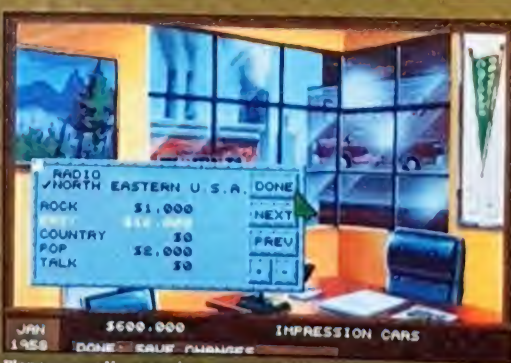 RADIO
✓NORTH EASTERN U.S.A. DONE
ROCK $1,000
NEXT
COUNTRY $0 PREV
POP $2,000
TALK $0
JAN $600,000 IMPRESSION CARS
1958 DONE: SAVE CHANGES